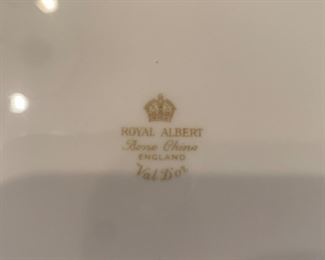 ROYAL ALBERT
Bone China
ENGLAND
Val D'or